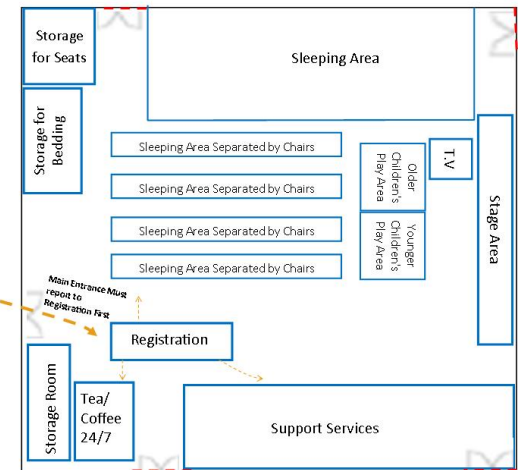 Storage
for Seats
Sleeping Area
Storage for
Bedding
Sleeping Area Separated by Chairs
Sleeping Area Separated by Chairs
Sleeping Area Separated by Chairs
Sleeping Area Separated by Chairs
Older
Children's
Play Area
Younger
Children's
Play Area
T.V
Stage Area
Main Entrance Must
report to
Registration First
Registration
Storage Room
Tea/
Coffee
24/7
Support Services